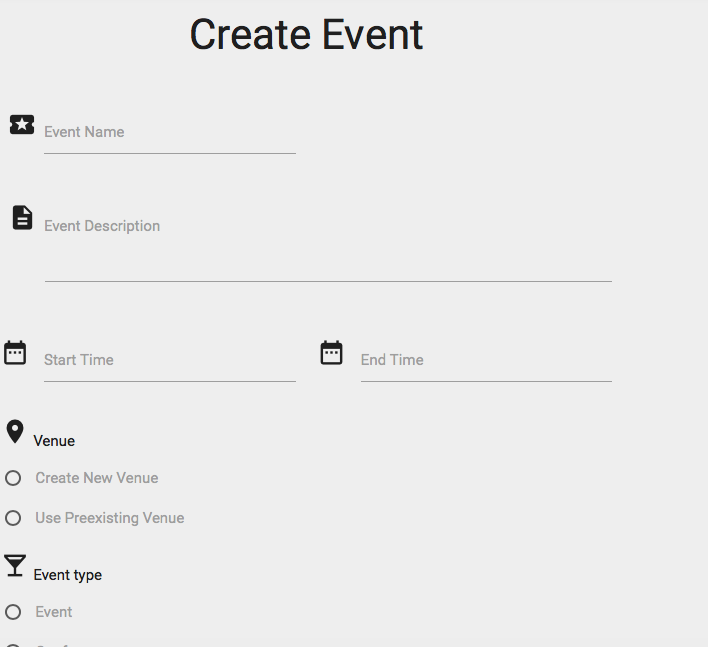 Create Event
Event Name
Event Description
Start Time End Time
Venue
Create New Venue
Use Preexisting Venue
Event type
Event